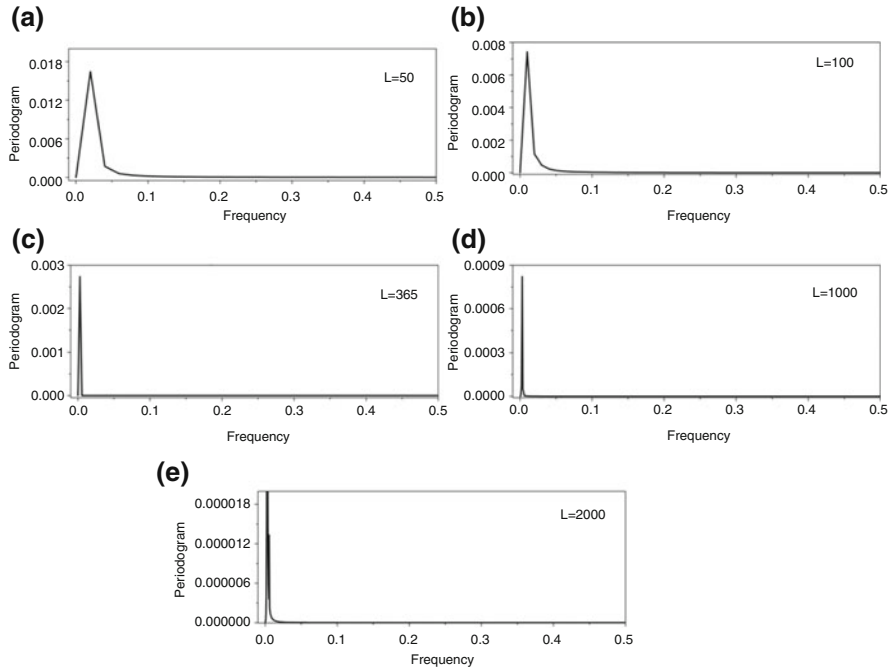 (a)
0.018
0.012
0.006
0.000
Periodogram
L=50
0.0 0.1 0.2 0.3 0.4 0.5
Frequency
(b)
0.008
0.006
0.004
0.002
0.000
Periodogram
L=100
0.0 0.1 0.2 0.3 0.4 0.5
Frequency
(c)
0.003
0.002
0.001
0.000
Periodogram
L=365
0.0 0.1 0.2 0.3 0.4 0.5
Frequency
(d)
0.0009
0.0006
0.0003
0.0000
Periodogram
L=1000
0.0 0.1 0.2 0.3 0.4 0.5
Frequency
(e)
0.000018
0.000012
0.000006
0.000000
Periodogram
L=2000
0.0 0.1 0.2 0.3 0.4 0.5
Frequency